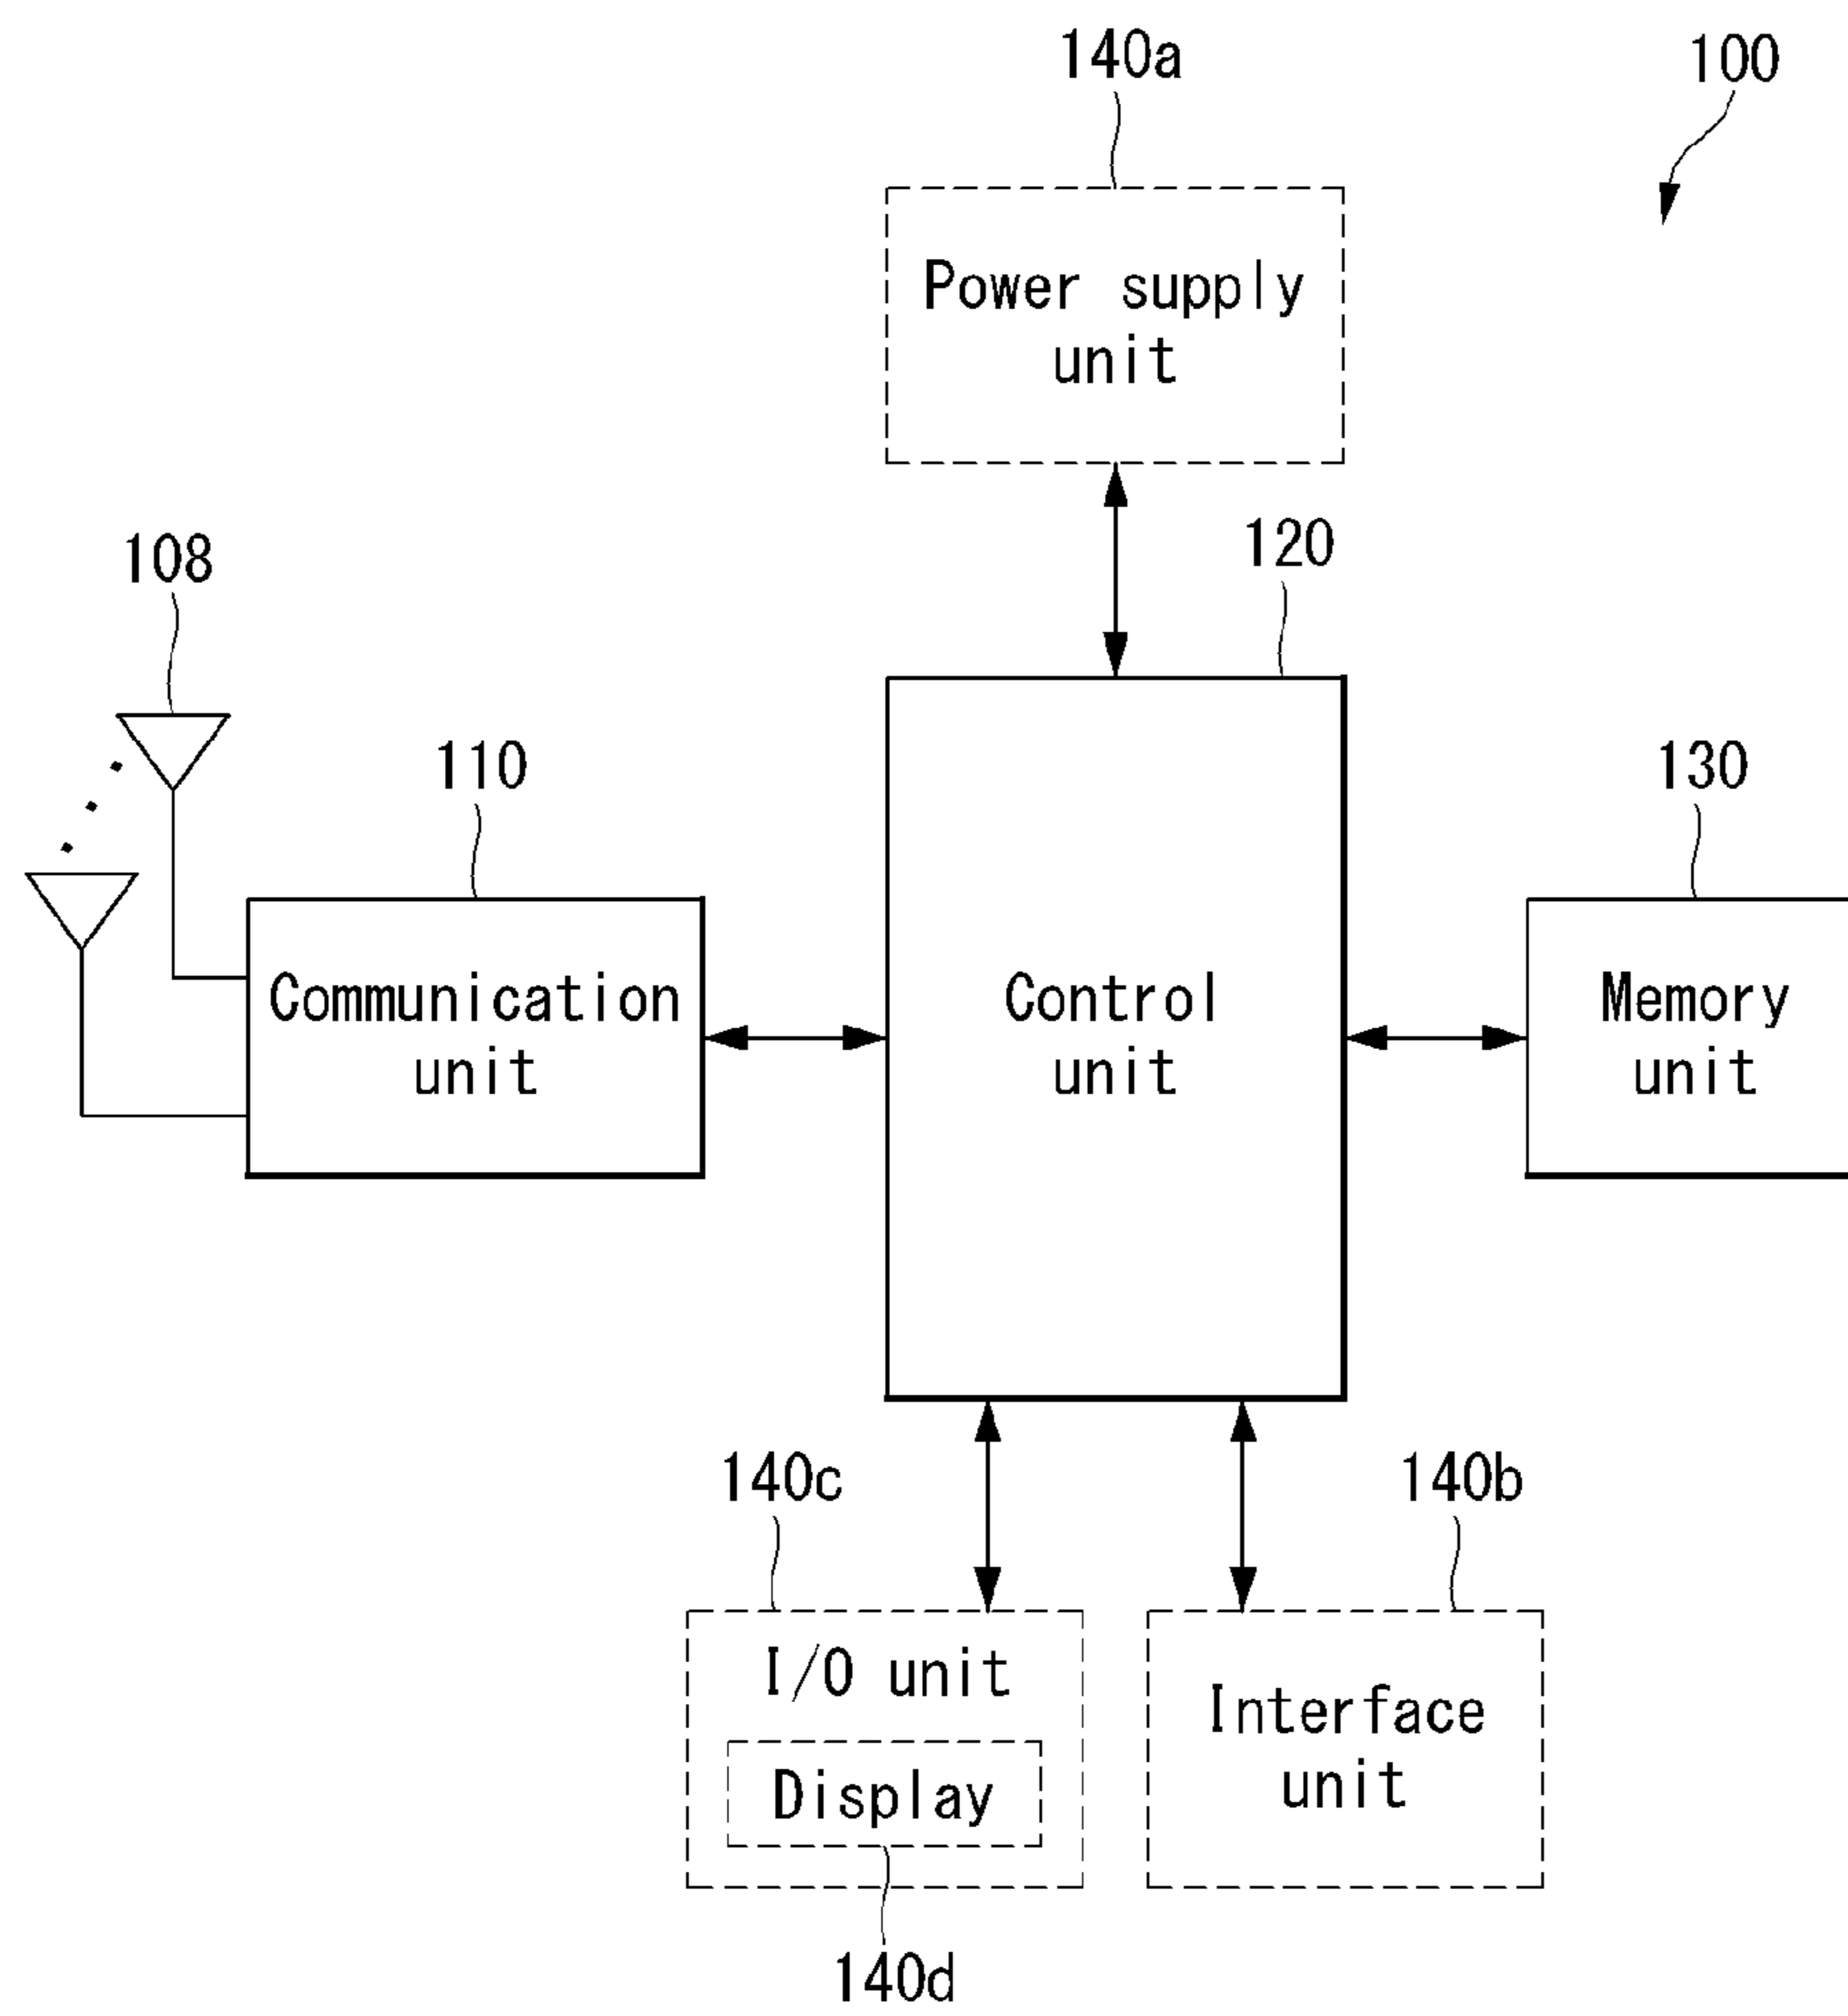 140a
100
Power supply
unit
108
120
110
130
Communication
unit
Control
unit
Memory
unit
140c
140b
I/O unit
Display
Interface
unit
140d